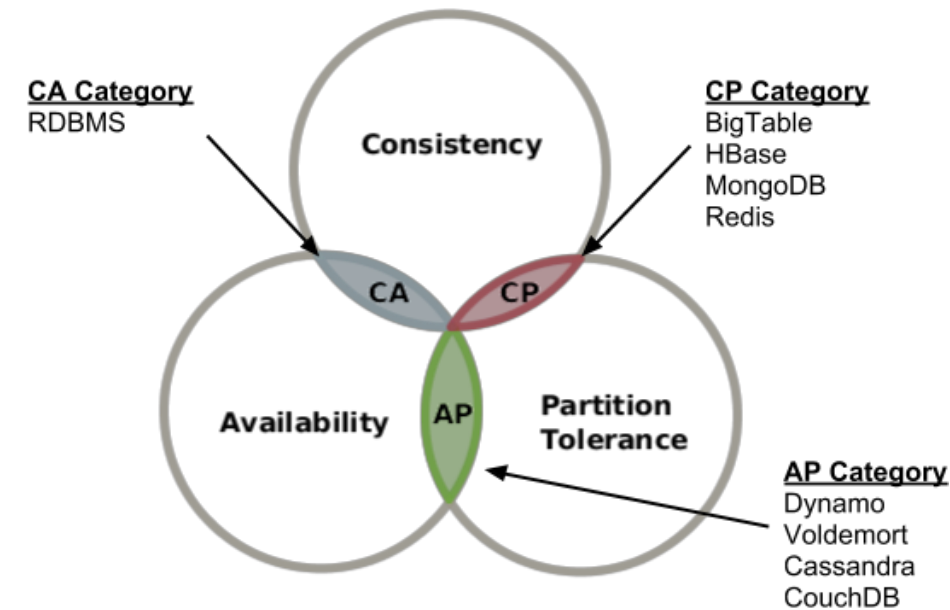 CA Category
RDBMS
CP Category
BigTable
HBase
MongoDB
Redis
Consistency
CA
CP
Availability
AP
Partition
Tolerance
AP Category
Dynamo
Voldemort
Cassandra
CouchDB